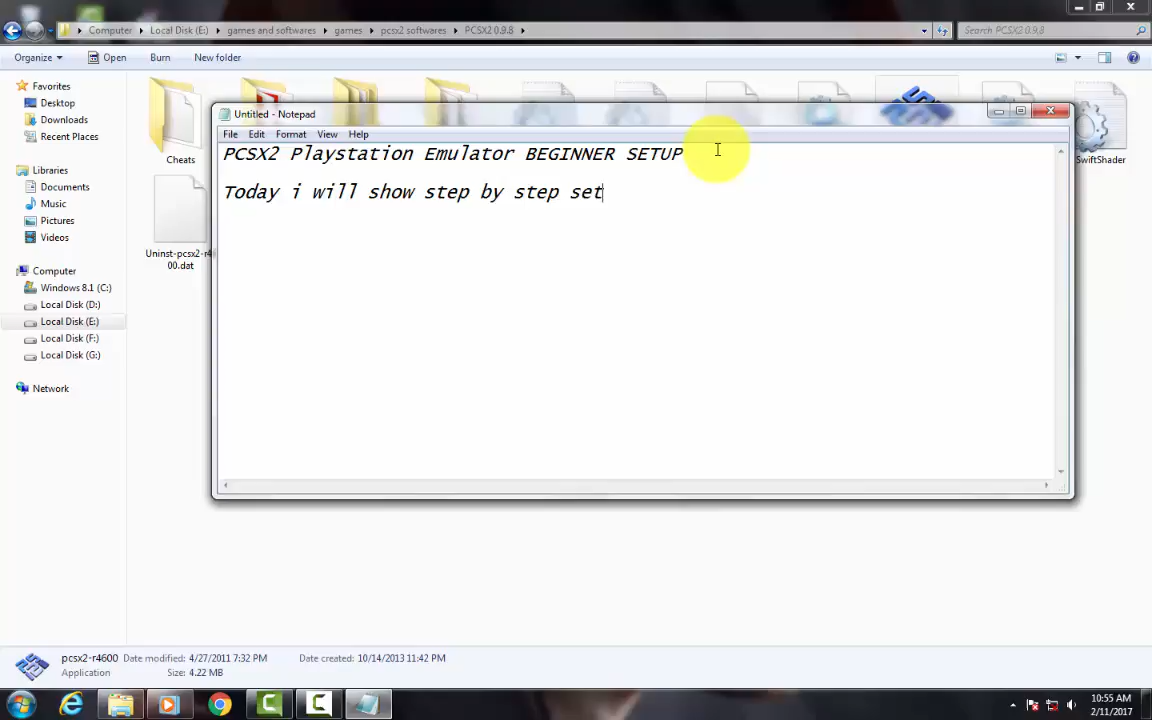 Computer
Local Disk (E:)
games and softwares
games
pcsx2 softwares
PCSX2 0.9.8
Search PCSX2 0.9.8
Organize
Open
Burn
New folder
Favorites
Desktop
Downloads
Recent Places
Libraries
Documents
Music
Pictures
Videos
Computer
Windows 8.1 (C:)
Local Disk (D:)
Local Disk (E:)
Local Disk (F:)
Local Disk (G:)
Network
Cheats
SwiftShader
Uninst-pcsx2-r4
00.dat
Untitled - Notepad
File Edit Format View Help
PCSX2 Playstation Emulator BEGINNER SETUP
Today i will show step by step set
pcsx2-r4600 Date modified: 4/27/2011 7:32 PM Date created: 10/14/2013 11:42 PM
Application Size: 4.22 MB
10:55 AM
2/11/2017